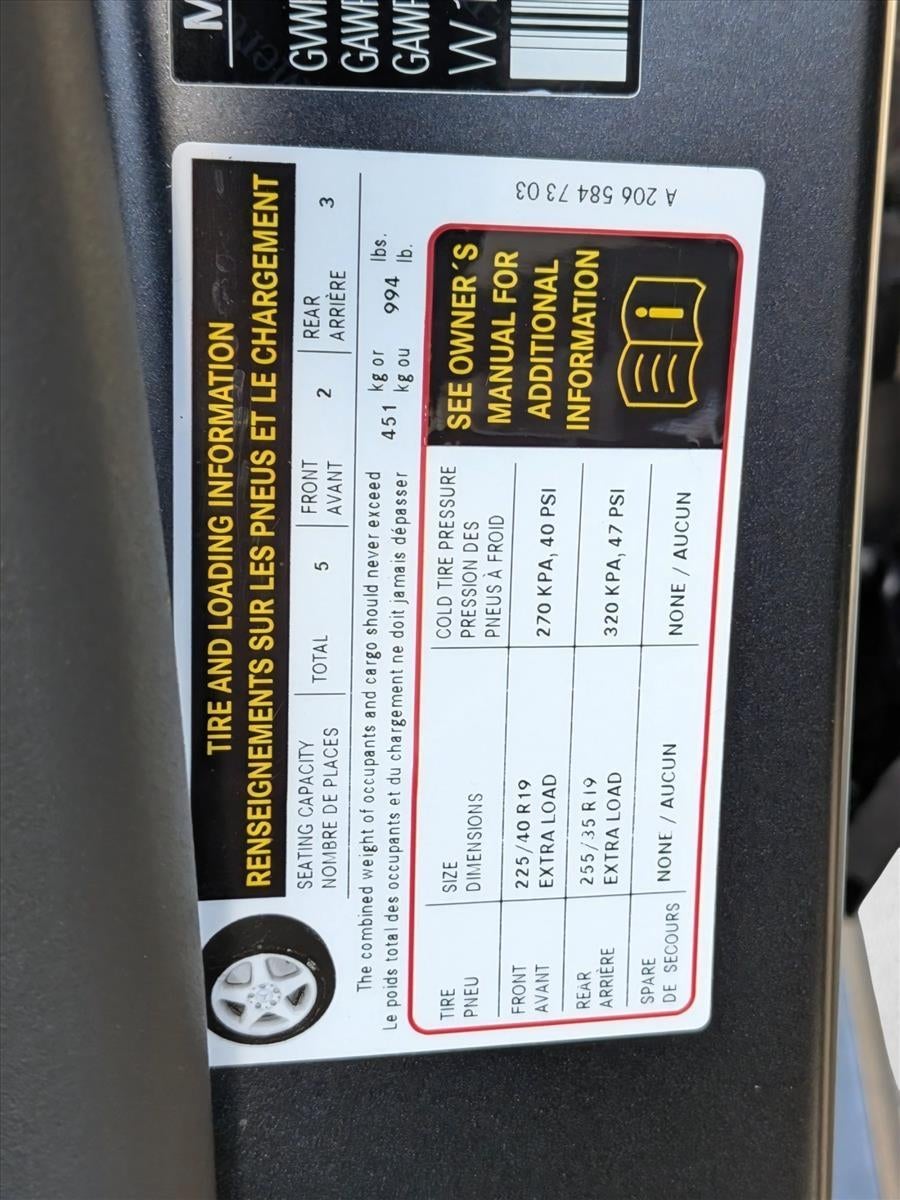 M
GVWR
GAWR
GAWR
TIRE AND LOADING INFORMATION
RENSEIGNEMENTS SUR LES PNEUS ET LE CHARGEMENT
SEATING CAPACITY
NOMBRE DE PLACES
TOTAL 5
FRONT
AVANT
2
REAR
ARRIÈRE
3
The combined weight of occupants and cargo should never exceed 451 kg or 994 lbs.
Le poids total des occupants et du chargement ne doit jamais dépasser kg ou lb.
TIRE
PNEU
SIZE
DIMENSIONS
COLD TIRE PRESSURE
PRESSION DES
PNEUS À FROID
FRONT
AVANT
225/40 R19
EXTRA LOAD
270 KPA, 40 PSI
REAR
ARRIÈRE
255/35 R19
EXTRA LOAD
320 KPA, 47 PSI
SPARE
DE SECOURS
NONE / AUCUN
NONE / AUCUN
SEE OWNER´S
MANUAL FOR
ADDITIONAL
INFORMATION
A 206 584 73 03